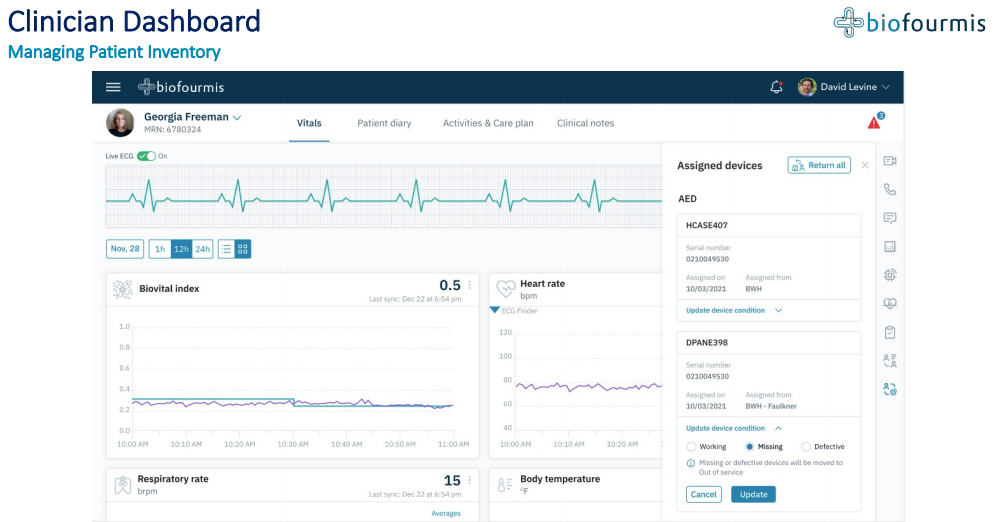 Clinician Dashboard
biofourmis
Managing Patient Inventory
biofourmis
David Levine
Georgia Freeman
MRN: 6780324
Vitals
Patient diary
Activities & Care plan
Clinical notes
3
Live ECG
On
Nov, 28
1h
12h
24h
Biovital index
0.5
Last sync: Dec 22 at 6:54 pm
1.0
0.8
0.6
0.4
0.2
0.0
10:00 AM
10:10 AM
10:20 AM
10:30 AM
10:40 AM
10:50 AM
11:00 AM
Heart rate
bpm
ECG Finder
120
100
80
60
40
10:00 AM
10:10 AM
10:20 AM
Respiratory rate
brpm
15
Last sync: Dec 22 at 6:54 pm
Averages
Body temperature
°F
Assigned devices
Return all
AED
HCASE407
Serial number
0210049530
Assigned on
Assigned from
10/03/2021
BWH
Update device condition
DPANE398
Serial number
0210049530
Assigned on
Assigned from
10/03/2021
BWH - Faulkner
Update device condition
Working
Missing
Defective
Missing or defective devices will be moved to
Out of service
Cancel
Update